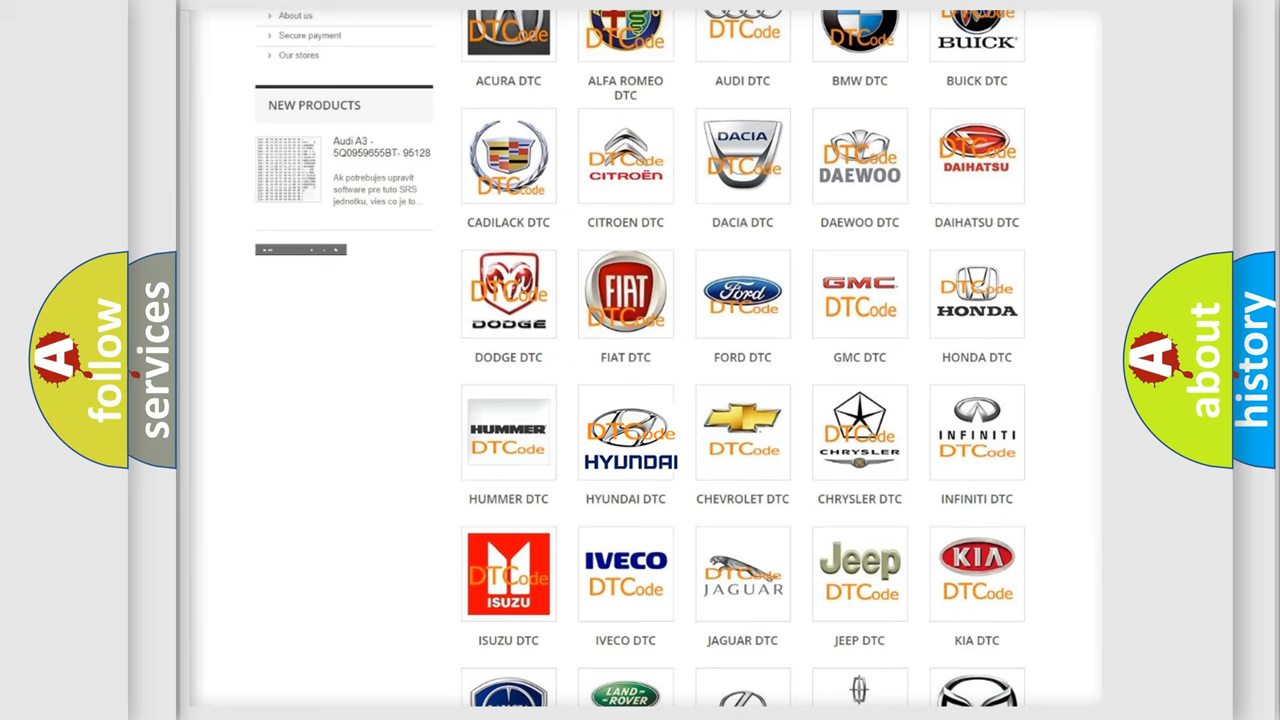 About us
Secure payment
Our stores
NEW PRODUCTS
Audi A3 -
5Q0959655BT- 95128
Ak potrebujes upravit
software pre tuto SRS
jednotku, vies co je to...
A
follow
services
A
about
history
DTCode
DTCode
DTCode
DTCode
BUICK
ACURA DTC
ALFA ROMEO
DTC
AUDI DTC
BMW DTC
BUICK DTC
DTCode
DTCode
CITROËN
DACIA
DTCode
DTCode
DAEWOO
DTCode
DAIHATSU
CADILACK DTC
CITROEN DTC
DACIA DTC
DAEWOO DTC
DAIHATSU DTC
DTCode
DODGE
FIAT
DTCode
Ford
DTCode
GMC
DTCode
DTCode
HONDA
DODGE DTC
FIAT DTC
FORD DTC
GMC DTC
HONDA DTC
HUMMER
DTCode
DTCode
HYUNDAI
DTCode
DTCode
CHRYSLER
INFINITI
DTCode
HUMMER DTC
HYUNDAI DTC
CHEVROLET DTC
CHRYSLER DTC
INFINITI DTC
DTCode
ISUZU
IVECO
DTCode
DTCode
JAGUAR
Jeep
DTCode
KIA
DTCode
ISUZU DTC
IVECO DTC
JAGUAR DTC
JEEP DTC
KIA DTC
LAND-
ROVER